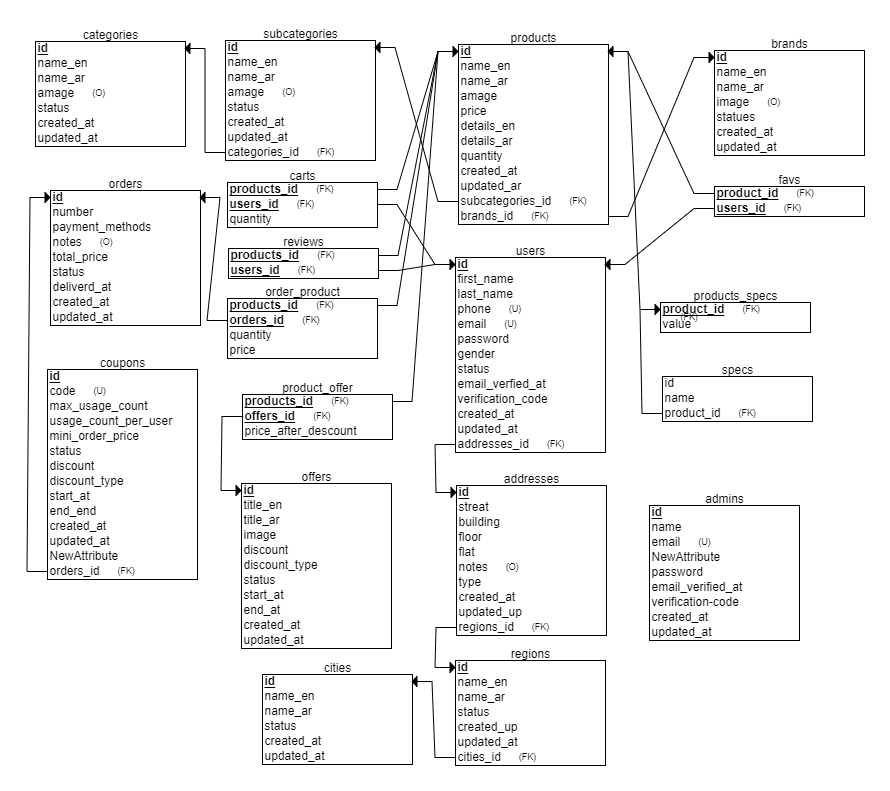 categories
id
name_en
name_ar
amage (O)
status
created_at
updated_at
subcategories
id
name_en
name_ar
amage (O)
status
created_at
updated_at
categories_id (FK)
products
id
name_en
name_ar
amage
price
details_en
details_ar
quantity
created_at
updated_ar
subcategories_id (FK)
brands_id (FK)
brands
id
name_en
name_ar
image (O)
statues
created_at
updated_at
orders
id
number
payment_methods
notes (O)
total_price
status
deliverd_at
created_at
updated_at
carts
products_id (FK)
users_id (FK)
quantity
reviews
products_id (FK)
users_id (FK)
order_product
products_id (FK)
orders_id (FK)
quantity
price
favs
product_id (FK)
users_id (FK)
users
id
first_name
last_name
phone (U)
email (U)
password
gender
status
email_verfied_at
verification_code
created_at
updated_at
addresses_id (FK)
products_specs
product_id (FK)
(FK)
value
specs
id
name
product_id (FK)
coupons
id
code (U)
max_usage_count
usage_count_per_user
mini_order_price
status
discount
discount_type
start_at
end_end
created_at
updated_at
NewAttribute
orders_id (FK)
product_offer
products_id (FK)
offers_id (FK)
price_after_descount
offers
id
title_en
title_ar
image
discount
discount_type
status
start_at
end_at
created_at
updated_at
addresses
id
streat
building
floor
flat
notes (O)
type
created_at
updated_up
regions_id (FK)
admins
id
name
email (U)
NewAttribute
password
email_verified_at
verification-code
created_at
updated_at
cities
id
name_en
name_ar
status
created_at
updated_at
regions
id
name_en
name_ar
status
created_up
updated_at
cities_id (FK)